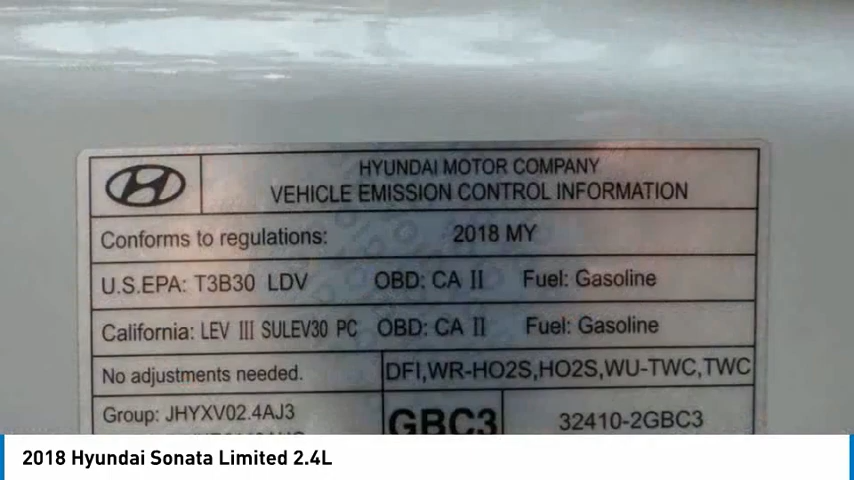 HYUNDAI MOTOR COMPANY
VEHICLE EMISSION CONTROL INFORMATION
Conforms to regulations: 2018 MY
U.S.EPA: T3B30 LDV OBD: CA II Fuel: Gasoline
California: LEV III SULEV30 PC OBD: CA II Fuel: Gasoline
No adjustments needed. DFI,WR-HO2S,HO2S,WU-TWC,TWC
Group: JHYXV02.4AJ3 GBC3 32410-2GBC3
2018 Hyundai Sonata Limited 2.4L